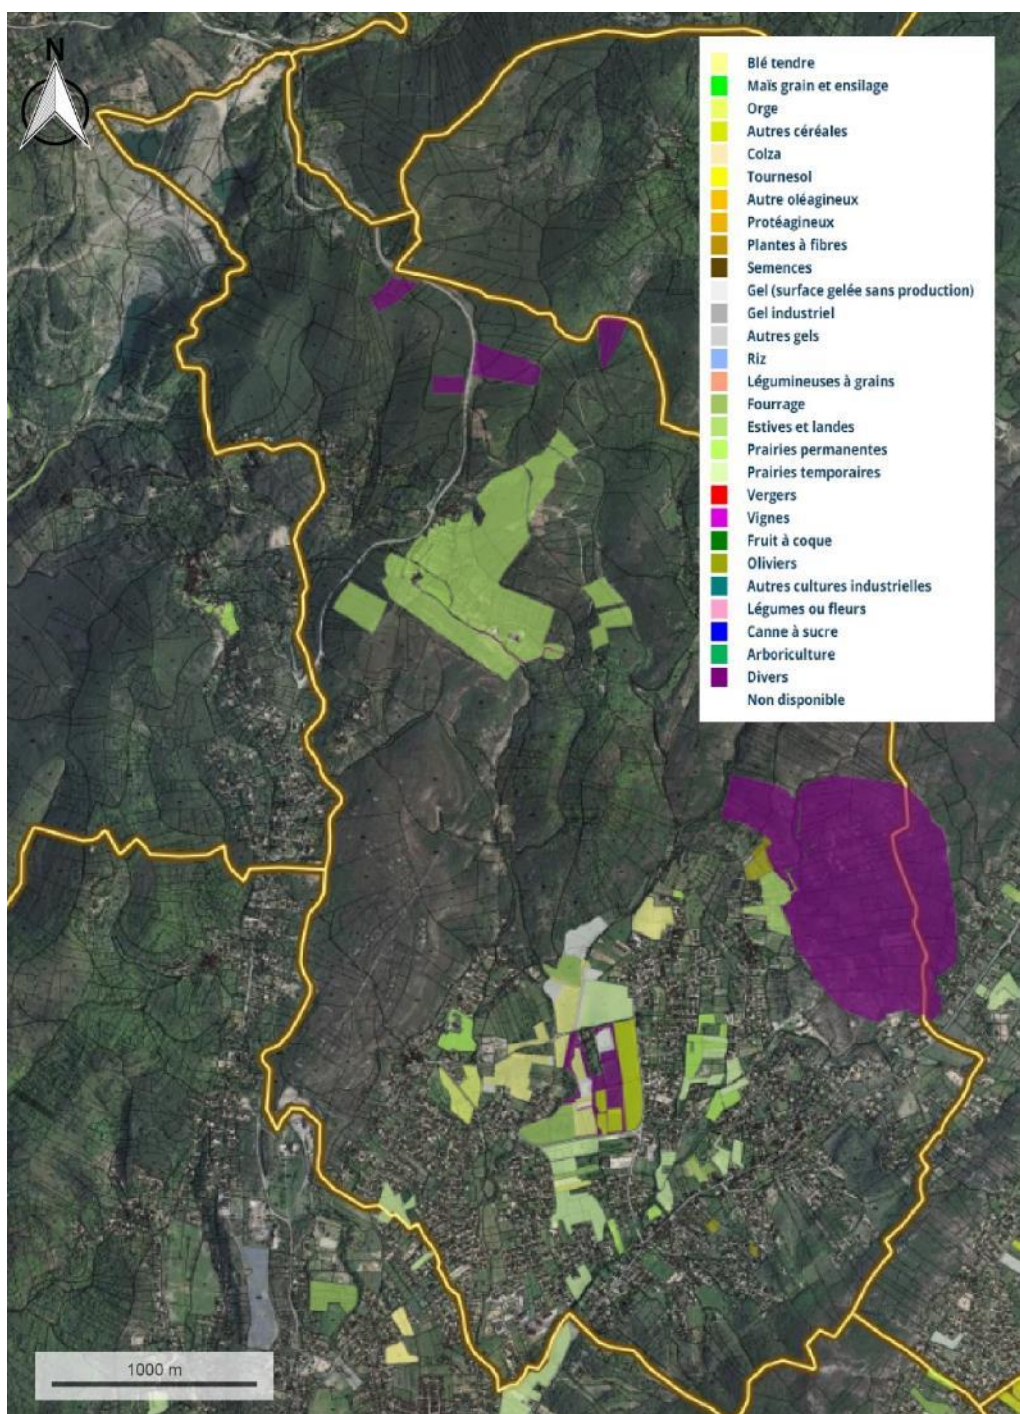 N
Blé tendre
Maïs grain et ensilage
Orge
Autres céréales
Colza
Tournesol
Autre oléagineux
Protéagineux
Plantes à fibres
Semences
Gel (surface gelée sans production)
Gel industriel
Autres gels
Riz
Légumineuses à grains
Fourrage
Estives et landes
Prairies permanentes
Prairies temporaires
Vergers
Vignes
Fruit à coque
Oliviers
Autres cultures industrielles
Légumes ou fleurs
Canne à sucre
Arboriculture
Divers
Non disponible
1000 m